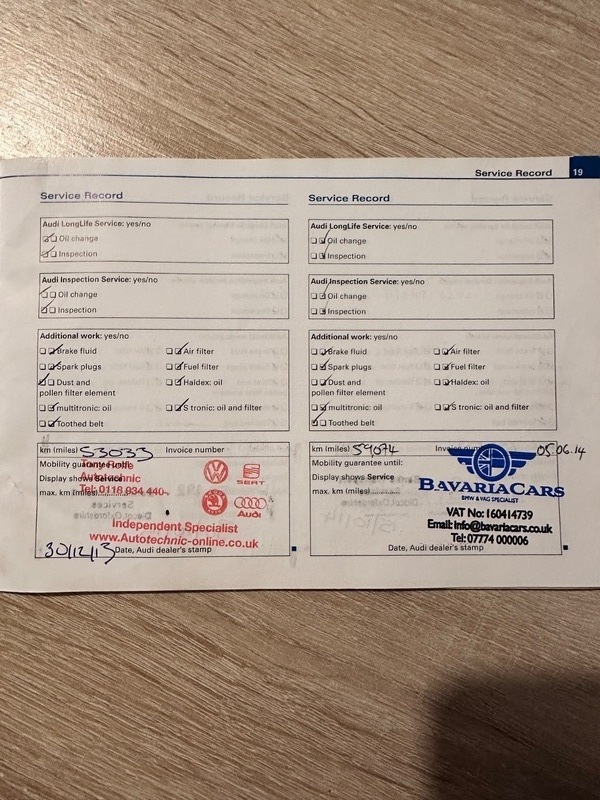 Service Record 19
Service Record
Audi LongLife Service: yes/no
Oil change
Inspection
Audi Inspection Service: yes/no
Oil change
Inspection
Additional work: yes/no
Brake fluid
Air filter
Spark plugs
Fuel filter
Dust and
pollen filter element
Haldex: oil
multitronic: oil
S tronic: oil and filter
Toothed belt
km (miles) 53033 Invoice number
Mobility guarantee until:
Display shows Service
max. km (miles)
Autotechnic
Tel: 0118 934 440
SEAT
Audi
Independent Specialist
www.Autotechnic-online.co.uk
30/12/13 Date, Audi dealer's stamp
Service Record
Audi LongLife Service: yes/no
Oil change
Inspection
Audi Inspection Service: yes/no
Oil change
Inspection
Additional work: yes/no
Brake fluid
Air filter
Spark plugs
Fuel filter
Dust and
pollen filter element
Haldex: oil
multitronic: oil
S tronic: oil and filter
Toothed belt
km (miles) 59074 Invoice number 05.06.14
Mobility guarantee until:
Display shows Service
max. km (miles)
BAVARIACARS
BMW & VAG SPECIALIST
VAT No: 160414739
Email: info@bavariacars.co.uk
Tel: 07774 000006
Date, Audi dealer's stamp